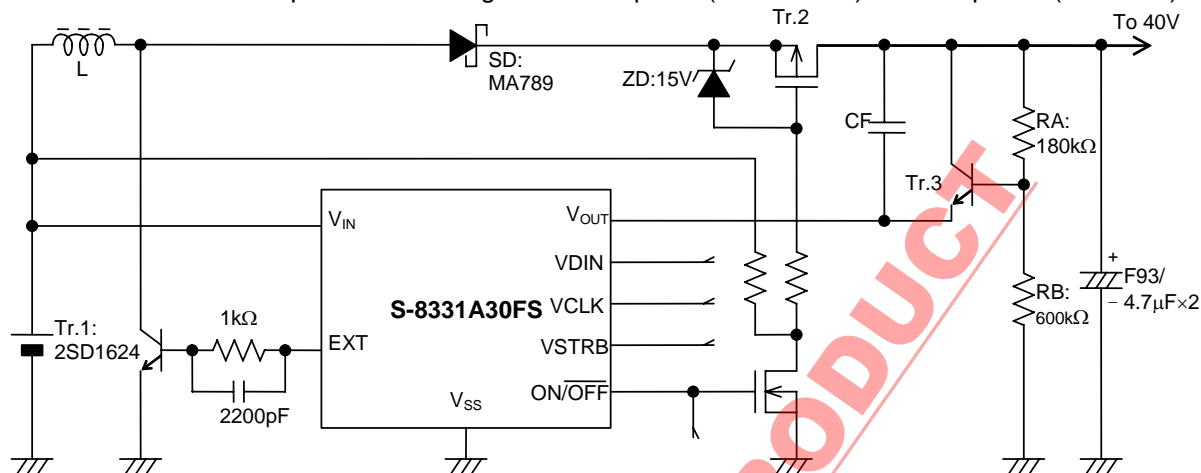 Tr.2
To 40V
L
SD:
MA789
ZD:15V
CF
RA:
180kΩ
Tr.3
VIN
VOUT
VDIN
S-8331A30FS
VCLK
VSTRB
EXT
ON/OFF
VSS
Tr.1:
2SD1624
1kΩ
2200pF
RB:
600kΩ
+
F93/
− 4.7μF×2
PRODUCT